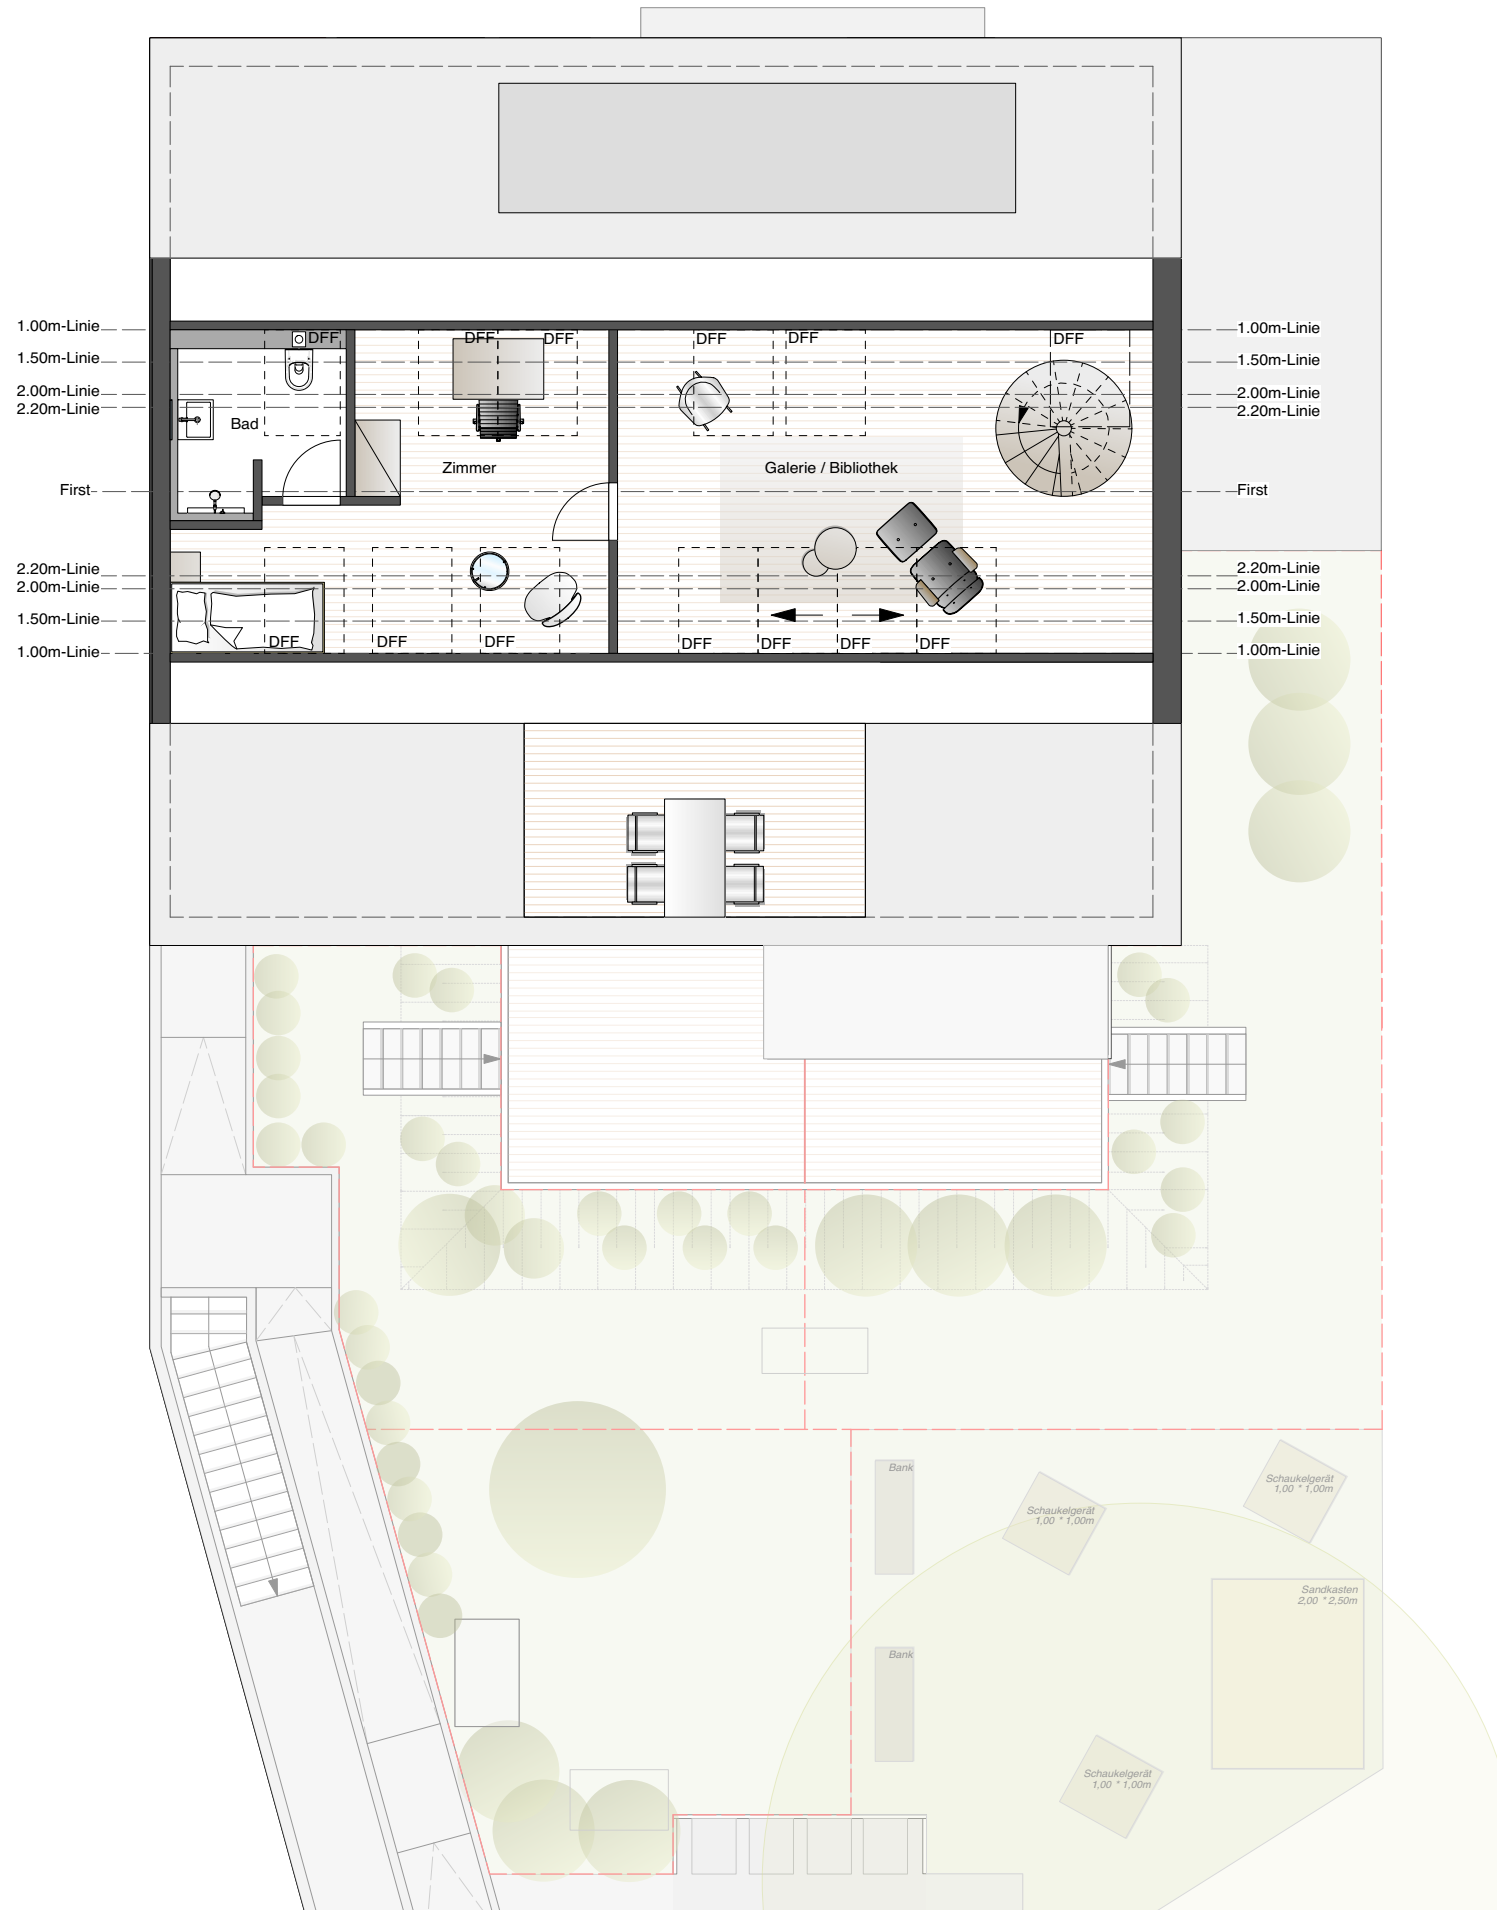 1.00m-Linie
1.50m-Linie
2.00m-Linie
2.20m-Linie
First
2.20m-Linie
2.00m-Linie
1.50m-Linie
1.00m-Linie
DFF
DFF
DFF
DFF
DFF
DFF
Bad
Zimmer
Galerie / Bibliothek
DFF
DFF
DFF
DFF
DFF
DFF
DFF
1.00m-Linie
1.50m-Linie
2.00m-Linie
2.20m-Linie
First
2.20m-Linie
2.00m-Linie
1.50m-Linie
1.00m-Linie
Bank
Schaukelgerät
1,00 * 1,00m
Schaukelgerät
1,00 * 1,00m
Sandkasten
2,00 * 2,50m
Bank
Schaukelgerät
1,00 * 1,00m